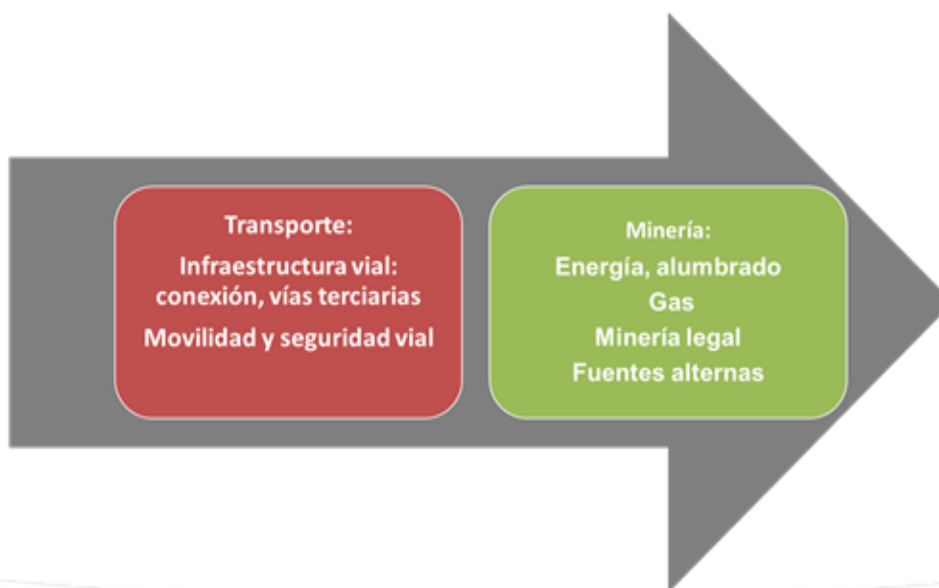 Transporte:
Infraestructura vial:
conexión, vías terciarias
Movilidad y seguridad vial
Minería:
Energía, alumbrado
Gas
Minería legal
Fuentes alternas